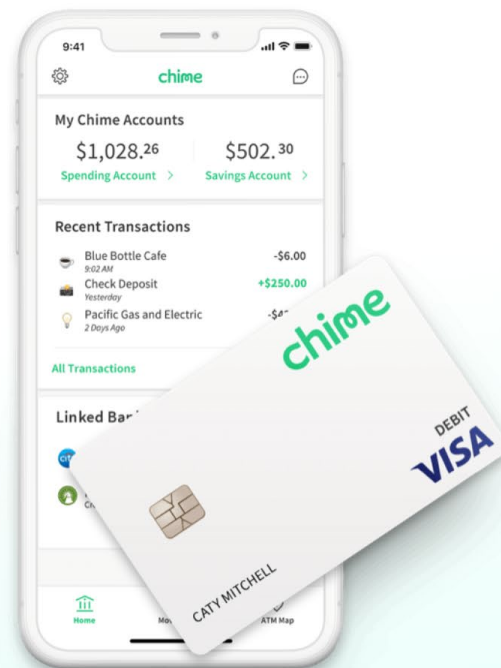 9:41
chime
My Chime Accounts
$1,028.26
$502.30
Spending Account >
Savings Account >
Recent Transactions
Blue Bottle Cafe
-$6.00
9:02 AM
Check Deposit
+$250.00
Yesterday
Pacific Gas and Electric
2 Days Ago
All Transactions
Linked
chime
DEBIT
VISA
CATY MITCHELL
Home
ATM Map